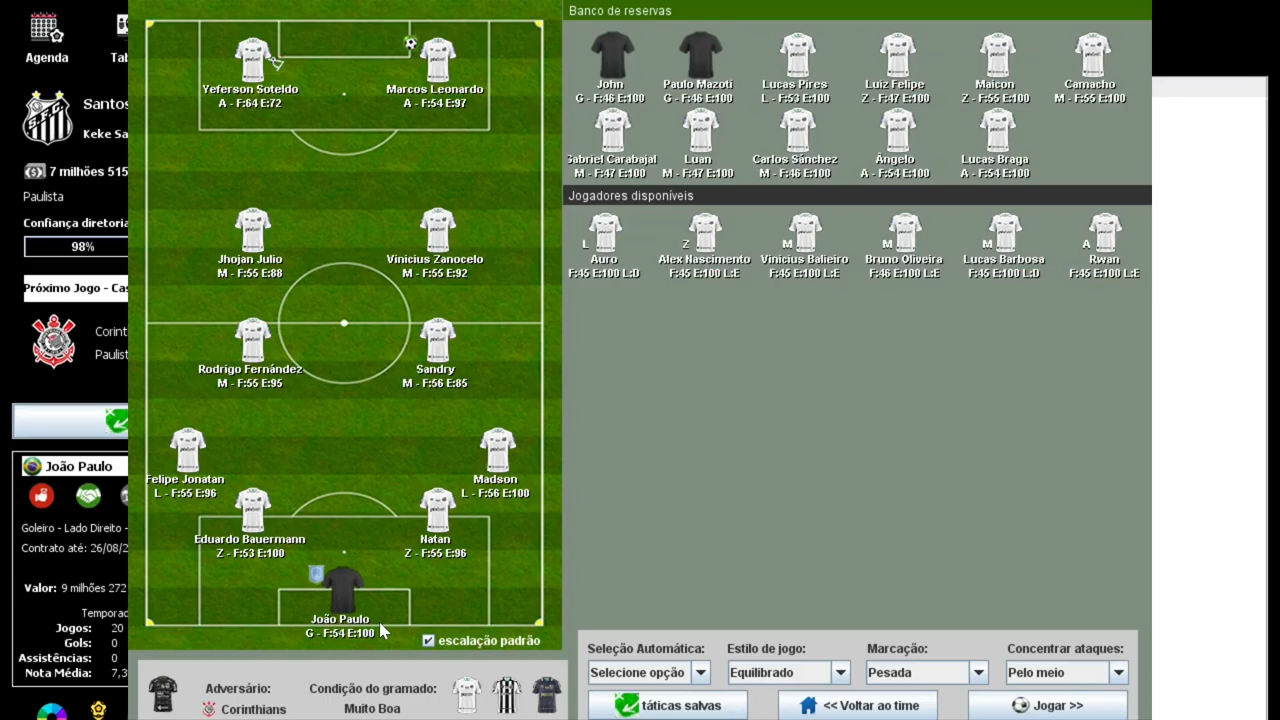 Agenda
Tab
Santos
Keke Sa
7 milhões 515
Paulista
Confiança diretoria
98%
Próximo Jogo - Cas
Corint
Paulist
João Paulo
Goleiro - Lado Direito -
Contrato até: 26/08/2
Valor: 9 milhões 272
Temporad
Jogos: 20
Gols: 0
Assistências: 0
Nota Média: 7,3
Yeferson Soteldo
A - F:64 E:72
Marcos Leonardo
A - F:54 E:97
Jhojan Julio
M - F:55 E:88
Vinicius Zanocelo
M - F:55 E:92
Rodrigo Fernández
M - F:55 E:95
Sandry
M - F:56 E:85
Felipe Jonatan
L - F:55 E:96
Madson
L - F:56 E:100
Eduardo Bauermann
Z - F:53 E:100
Natan
Z - F:55 E:96
João Paulo
G - F:54 E:100
escalação padrão
Adversário:
Corinthians
Condição do gramado:
Muito Boa
Banco de reservas
John
G - F:46 E:100
Paulo Mazoti
G - F:46 E:100
Lucas Pires
L - F:53 E:100
Luiz Felipe
Z - F:47 E:100
Maicon
Z - F:55 E:100
Camacho
M - F:55 E:100
Gabriel Carabajal
M - F:47 E:100
Luan
M - F:47 E:100
Carlos Sánchez
M - F:46 E:100
Ângelo
A - F:54 E:100
Lucas Braga
A - F:54 E:100
Jogadores disponíveis
L
Auro
F:45 E:100 L:D
Z
Alex Nascimento
F:45 E:100 L:E
M
Vinicius Balieiro
F:45 E:100 L:E
M
Bruno Oliveira
F:46 E:100 L:E
M
Lucas Barbosa
F:45 E:100 L:D
A
Rwan
F:45 E:100 L:E
Seleção Automática:
Selecione opção
Estilo de jogo:
Equilibrado
Marcação:
Pesada
Concentrar ataques:
Pelo meio
táticas salvas
<< Voltar ao time
Jogar >>